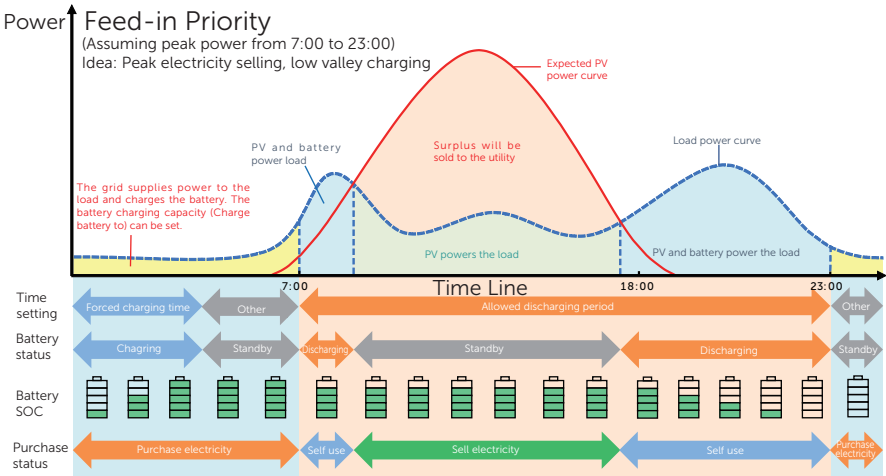 Power
Feed-in Priority
(Assuming peak power from 7:00 to 23:00)
Idea: Peak electricity selling, low valley charging
Expected PV
power curve
PV and battery
power load
Surplus will be
sold to the utility
Load power curve
The grid supplies power to the
load and charges the battery. The
battery charging capacity (Charge
battery to) can be set.
PV powers the load
PV and battery power the load
7:00
Time Line
18:00
23:00
Time
setting
Forced charging time
Other
Allowed discharging period
Other
Battery
status
Chagring
Standby
Discharging
Standby
Discharging
Standby
Battery
SOC
Purchase
status
Purchase electricity
Self use
Sell electricity
Self use
Purchase
electricity